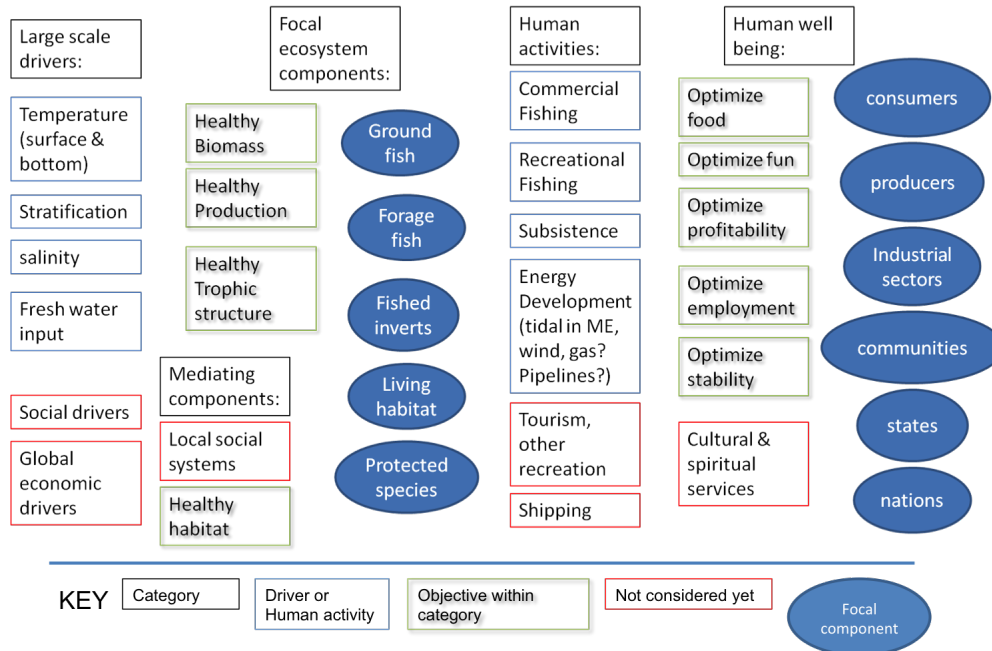 Large scale
drivers:
Temperature
(surface &
bottom)
Stratification
salinity
Fresh water
input
Social drivers
Global
economic
drivers
Focal
ecosystem
components:
Healthy
Biomass
Healthy
Production
Healthy
Trophic
structure
Mediating
components:
Local social
systems
Healthy
habitat
Ground
fish
Forage
fish
Fished
inverts
Living
habitat
Protected
species
Human
activities:
Commercial
Fishing
Recreational
Fishing
Subsistence
Energy
Development
(tidal in ME,
wind, gas?
Pipelines?)
Tourism,
other
recreation
Shipping
Human well
being:
Optimize
food
Optimize fun
Optimize
profitability
Optimize
employment
Optimize
stability
Cultural &
spiritual
services
consumers
producers
Industrial
sectors
communities
states
nations
KEY
Category
Driver or
Human activity
Objective within
category
Not considered yet
Focal
component